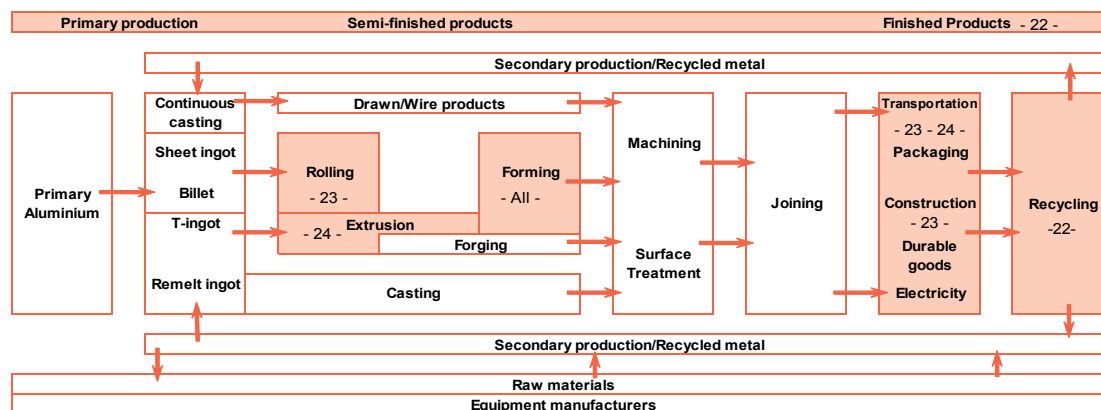 Primary production Semi-finished products Finished Products - 22 -
Secondary production/Recycled metal
Primary
Aluminium
Continuous
casting
Sheet ingot
Billet
T-ingot
Remelt ingot
Drawn/Wire products
Rolling
- 23 -
- 24 -
Extrusion
Forming
- All -
Forging
Casting
Machining
Surface
Treatment
Joining
Transportation
- 23 - 24 -
Packaging
Construction
- 23 -
Durable
goods
Electricity
Recycling
-22-
Secondary production/Recycled metal
Raw materials
Equipment manufacturers